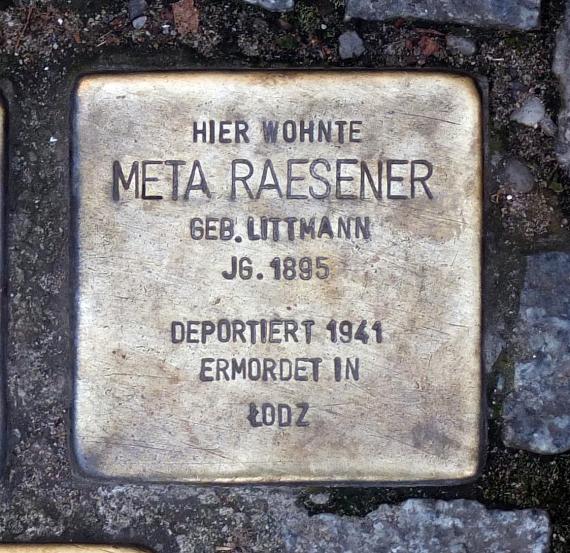 HIER WOHNTE
META RAESENER
GEB. LITTMANN
JG. 1895
DEPORTIERT 1941
ERMORDET IN
ŁODZ